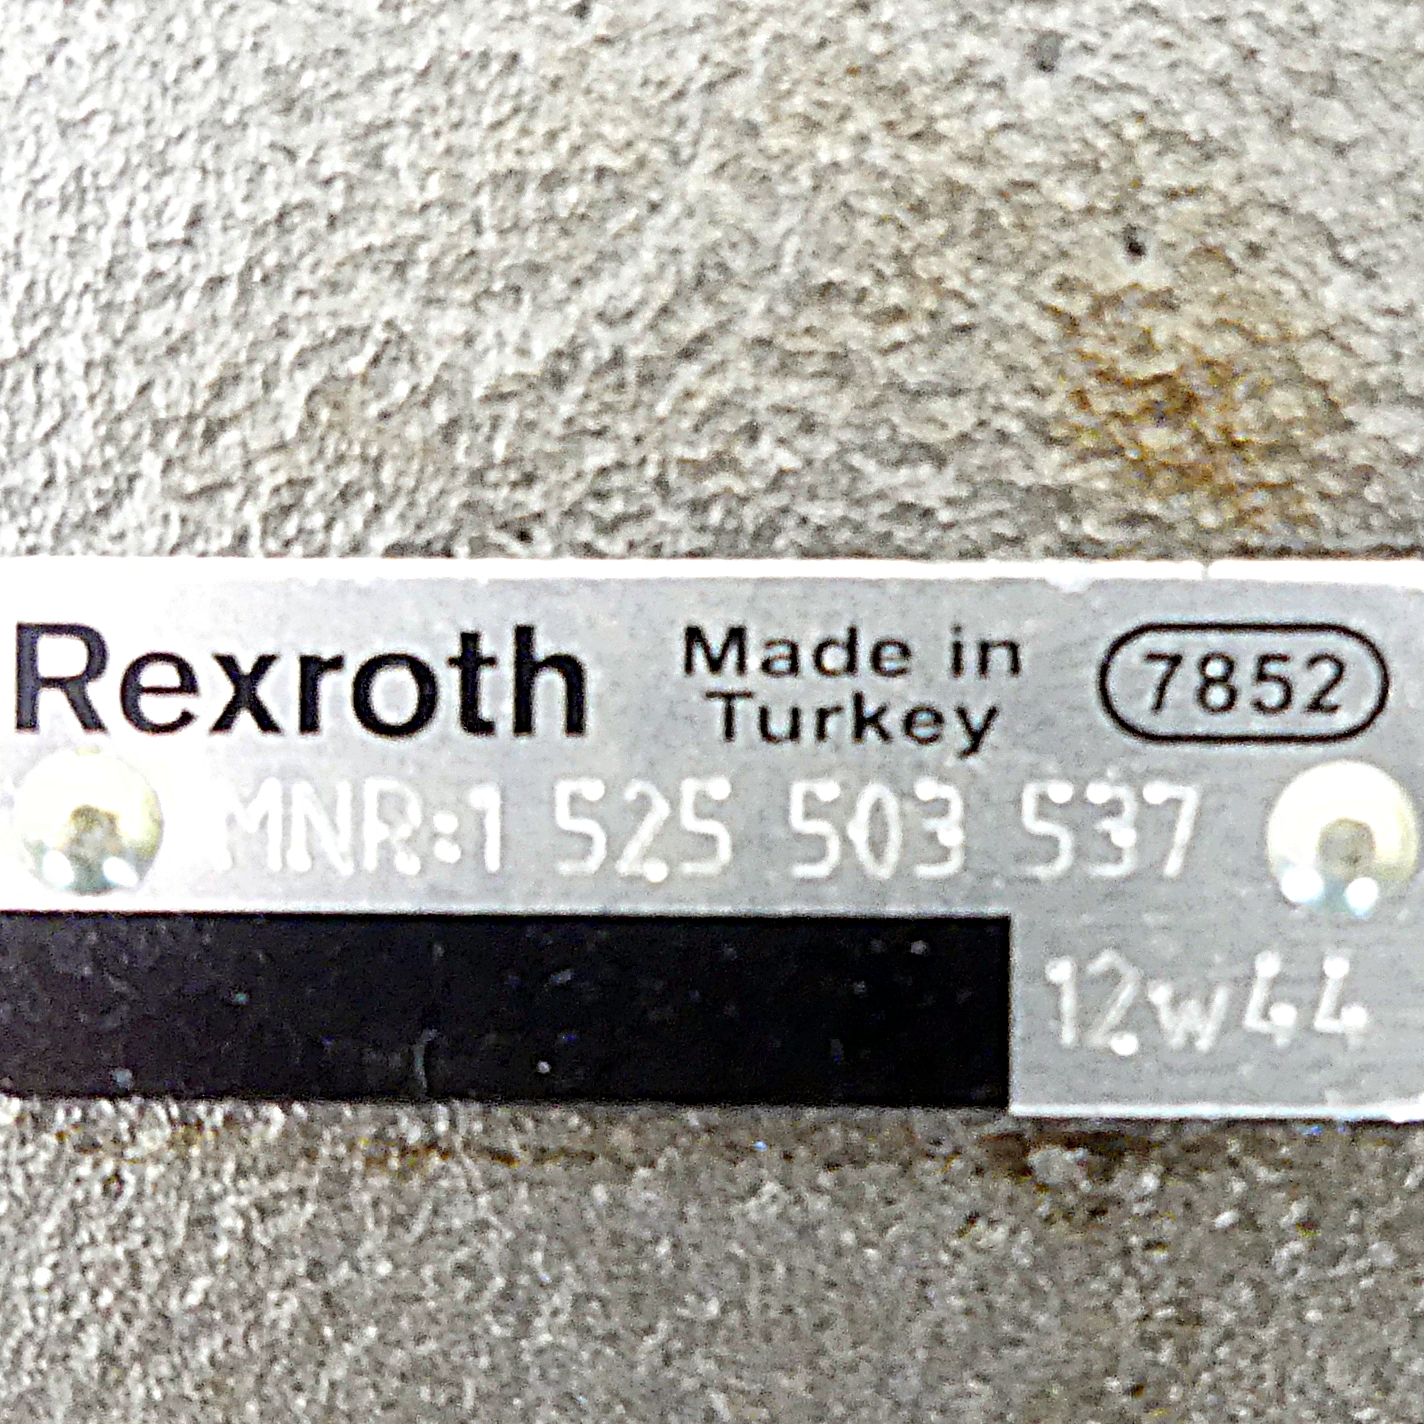 Rexroth
Made in
Turkey
7852
MNR:1 525 503 537
12w44